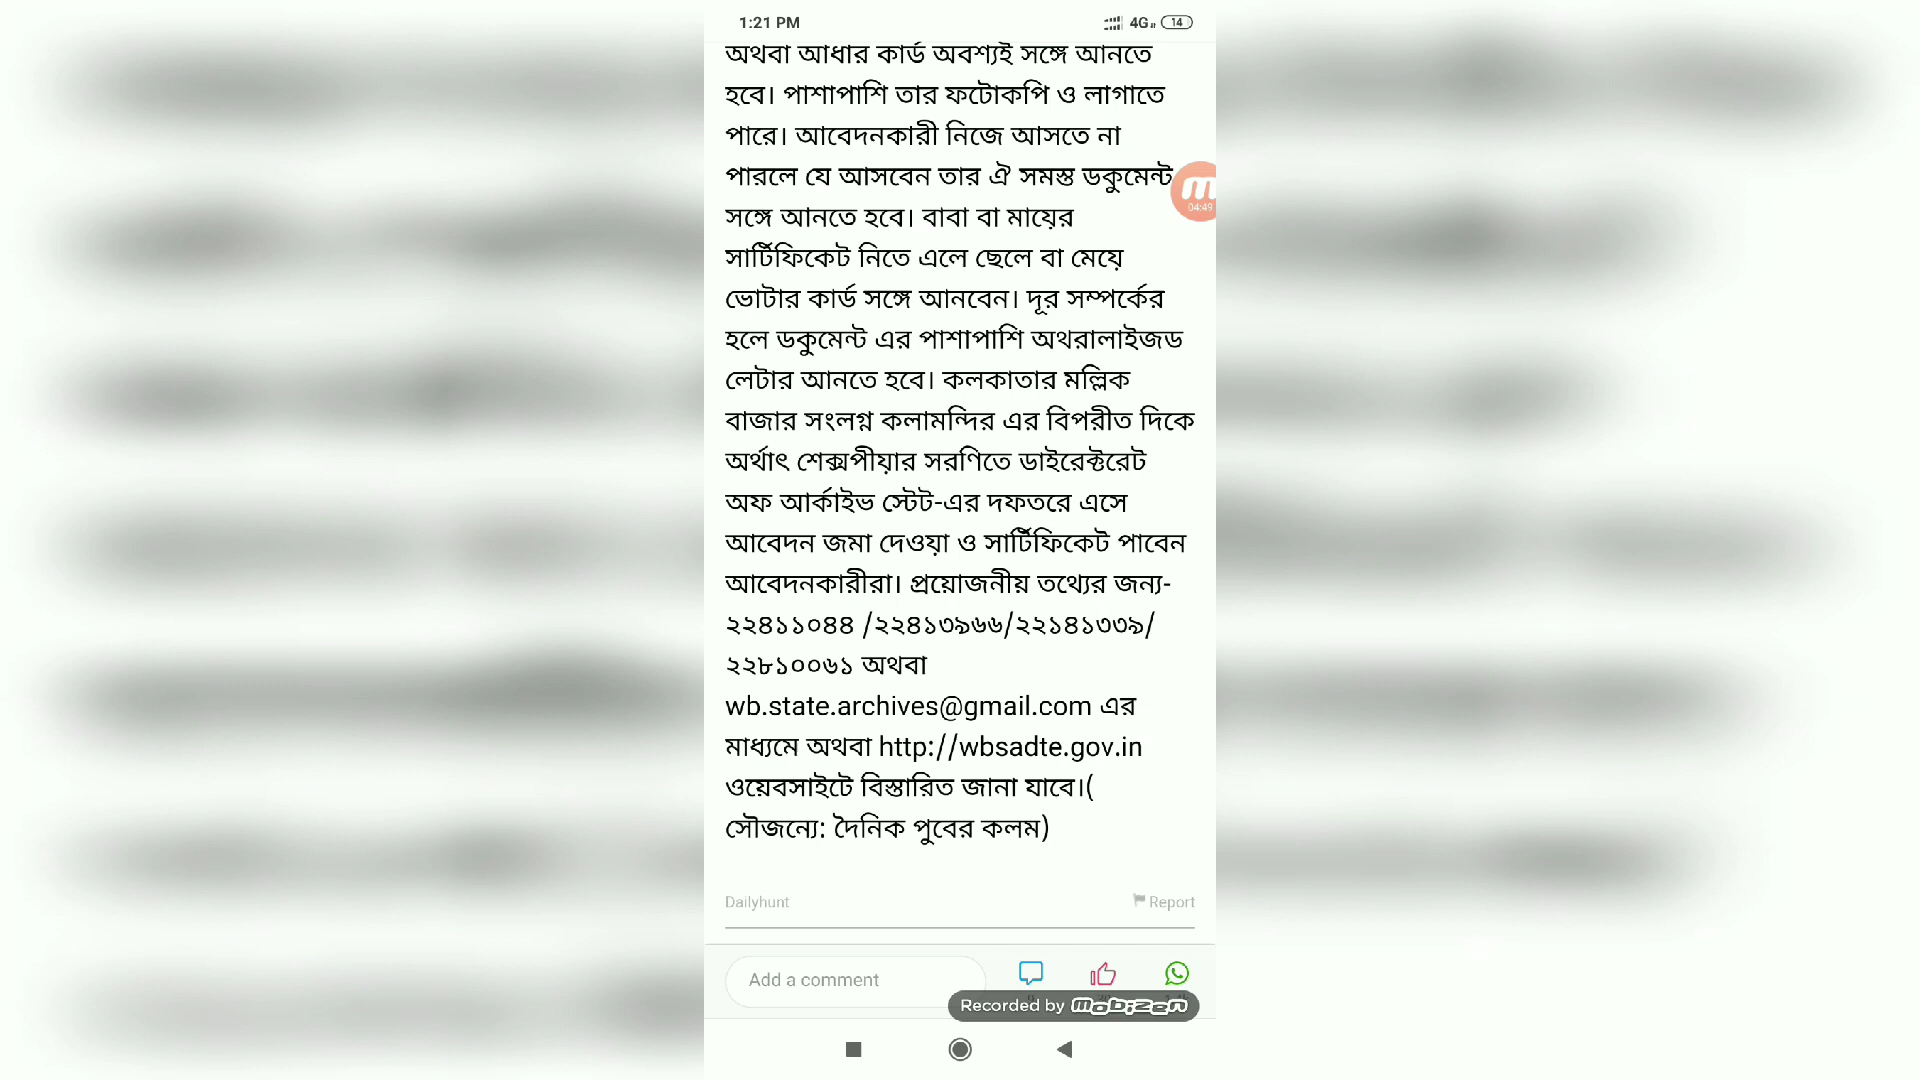 1:21 PM
4G
14
অথবা আধার কার্ড অবশ্যই সঙ্গে আনতে
হবে। পাশাপাশি তার ফটোকপি ও লাগাতে
পারে। আবেদনকারী নিজে আসতে না
পারলে যে আসবেন তার ঐ সমস্ত ডকুমেন্ট
04:49
সঙ্গে আনতে হবে। বাবা বা মায়ের
সার্টিফিকেট নিতে এলে ছেলে বা মেয়ে
ভোটার কার্ড সঙ্গে আনবেন। দূর সম্পর্কের
হলে ডকুমেন্ট এর পাশাপাশি অথরালাইজড
লেটার আনতে হবে। কলকাতার মল্লিক
বাজার সংলগ্ন কলামন্দির এর বিপরীত দিকে
অর্থাৎ শেক্সপীয়ার সরণিতে ডাইরেক্টরেট
অফ আর্কাইভ স্টেট-এর দফতরে এসে
আবেদন জমা দেওয়া ও সার্টিফিকেট পাবেন
আবেদনকারীরা। প্রয়োজনীয় তথ্যের জন্য-
২২৪১১০৪৪ /২২৪১৩৯৬৬/২২১৪১৩৩৯/
২২৮১০০৬১ অথবা
wb.state.archives@gmail.com এর
মাধ্যমে অথবা http://wbsadte.gov.in
ওয়েবসাইটে বিস্তারিত জানা যাবে।(
সৌজন্যে: দৈনিক পুবের কলম)
Dailyhunt
Report
Add a comment
Recorded by MOBIZEN